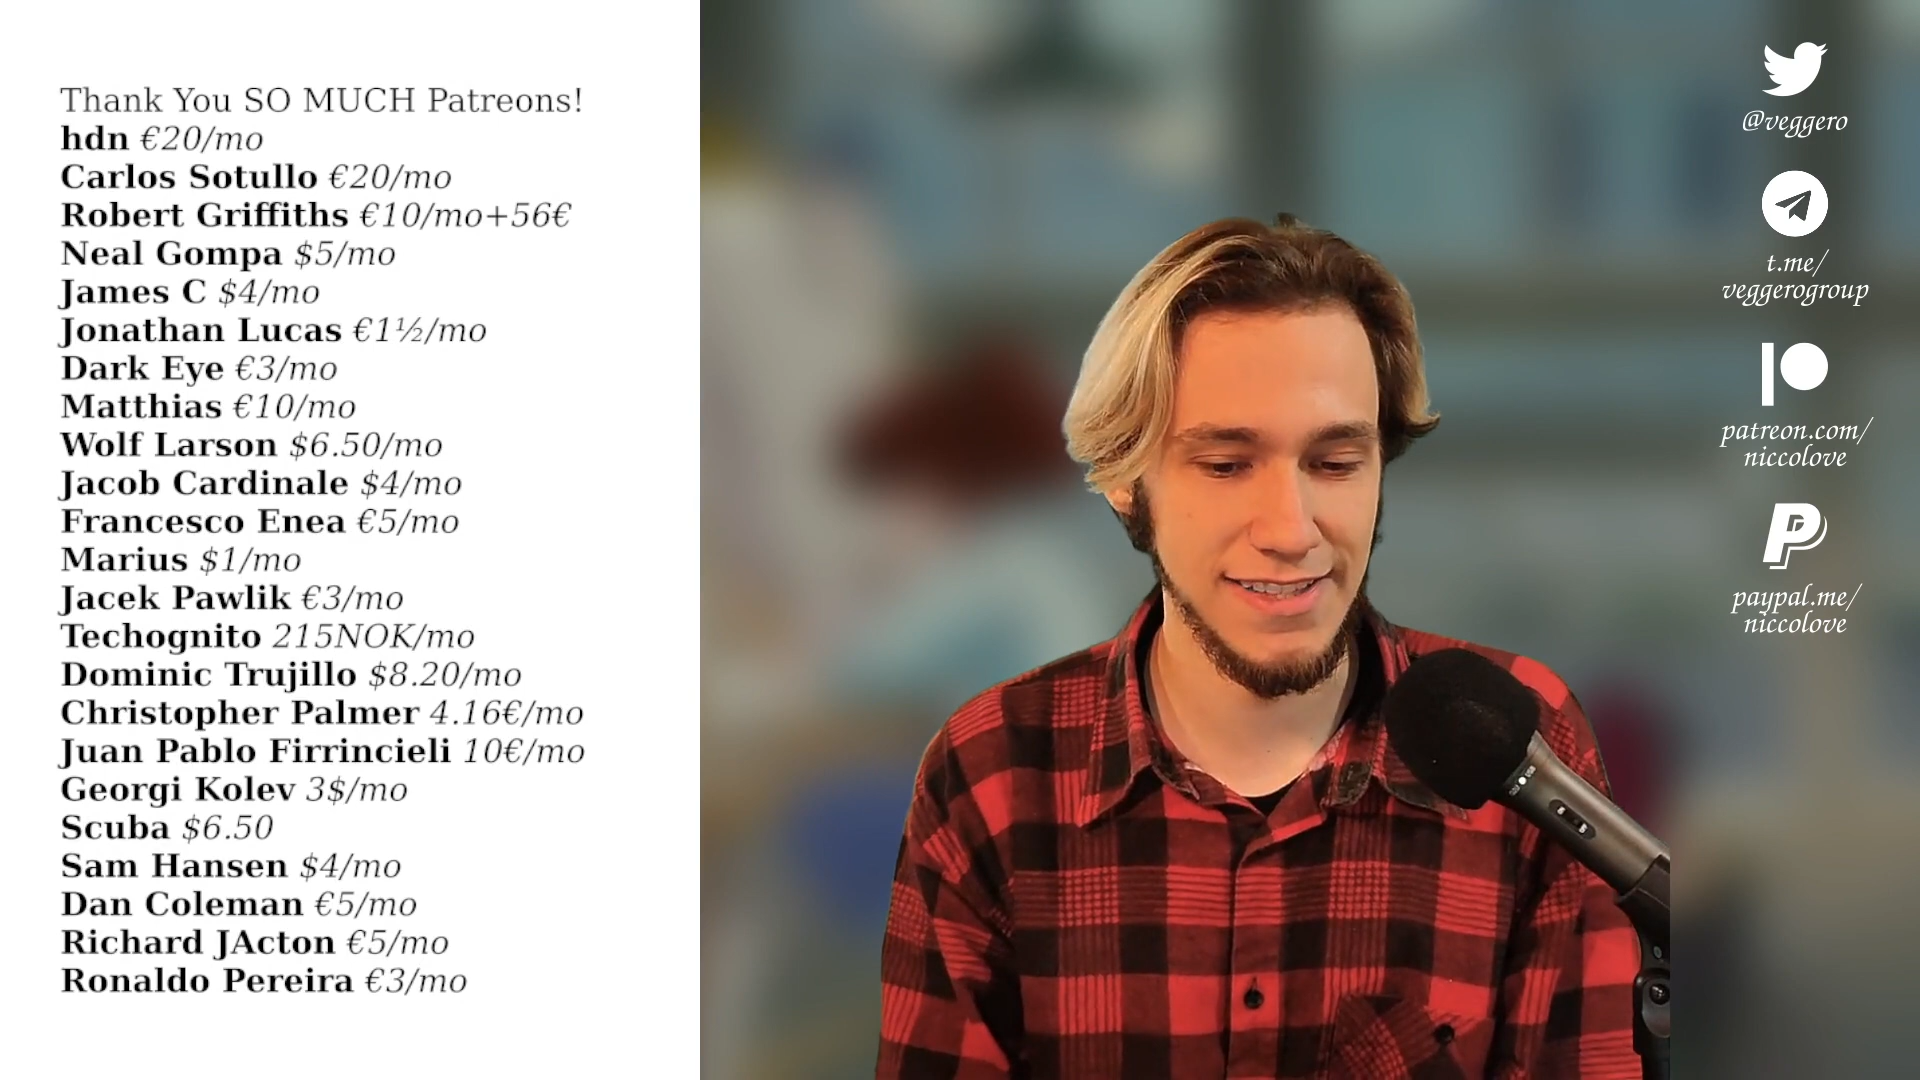 Thank You SO MUCH Patreons!
hdn €20/mo
Carlos Sotullo €20/mo
Robert Griffiths €10/mo+56€
Neal Gompa $5/mo
James C $4/mo
Jonathan Lucas €1½/mo
Dark Eye €3/mo
Matthias €10/mo
Wolf Larson $6.50/mo
Jacob Cardinale $4/mo
Francesco Enea €5/mo
Marius $1/mo
Jacek Pawlik €3/mo
Techognito 215NOK/mo
Dominic Trujillo $8.20/mo
Christopher Palmer 4.16€/mo
Juan Pablo Firrincieli 10€/mo
Georgi Kolev 3$/mo
Scuba $6.50
Sam Hansen $4/mo
Dan Coleman €5/mo
Richard JActon €5/mo
Ronaldo Pereira €3/mo
@veggero
t.me/
veggerogroup
patreon.com/
niccolove
paypal.me/
niccolove